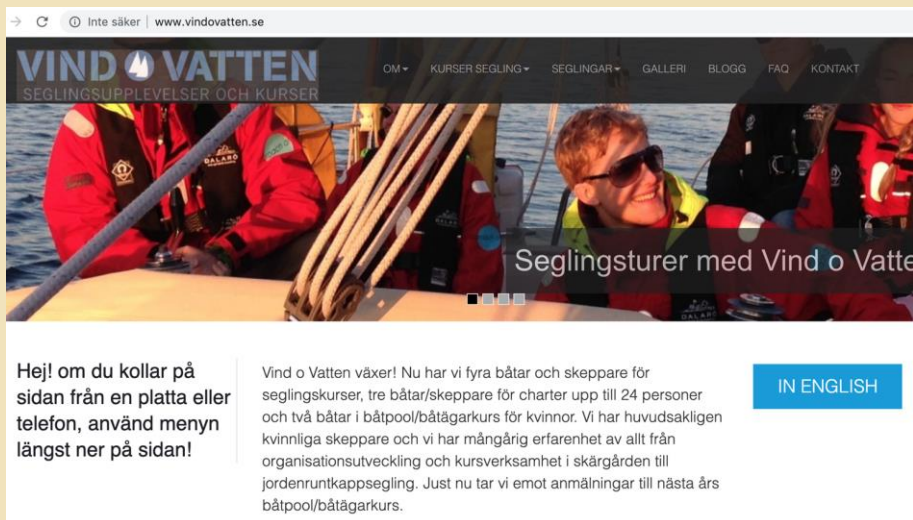 Inte säker | www.vindovatten.se
VIND O VATTEN
SEGLINGSUPPLEVELSER OCH KURSER
OM KURSER SEGLING SEGLINGAR GALLERI BLOGG FAQ KONTAKT
DALARÖ
Seglingsturer med Vind o Vatte
DALARÖ
Hej! om du kollar på
sidan från en platta eller
telefon, använd menyn
längst ner på sidan!
Vind o Vatten växer! Nu har vi fyra båtar och skeppare för
seglingskurser, tre båtar/skeppare för charter upp till 24 personer
och två båtar i båtpool/båtägarkurs för kvinnor. Vi har huvudsakligen
kvinnliga skeppare och vi har mångårig erfarenhet av allt från
organisationsutveckling och kursverksamhet i skärgården till
jordenruntkappsegling. Just nu tar vi emot anmälningar till nästa års
båtpool/båtägarkurs.
IN ENGLISH